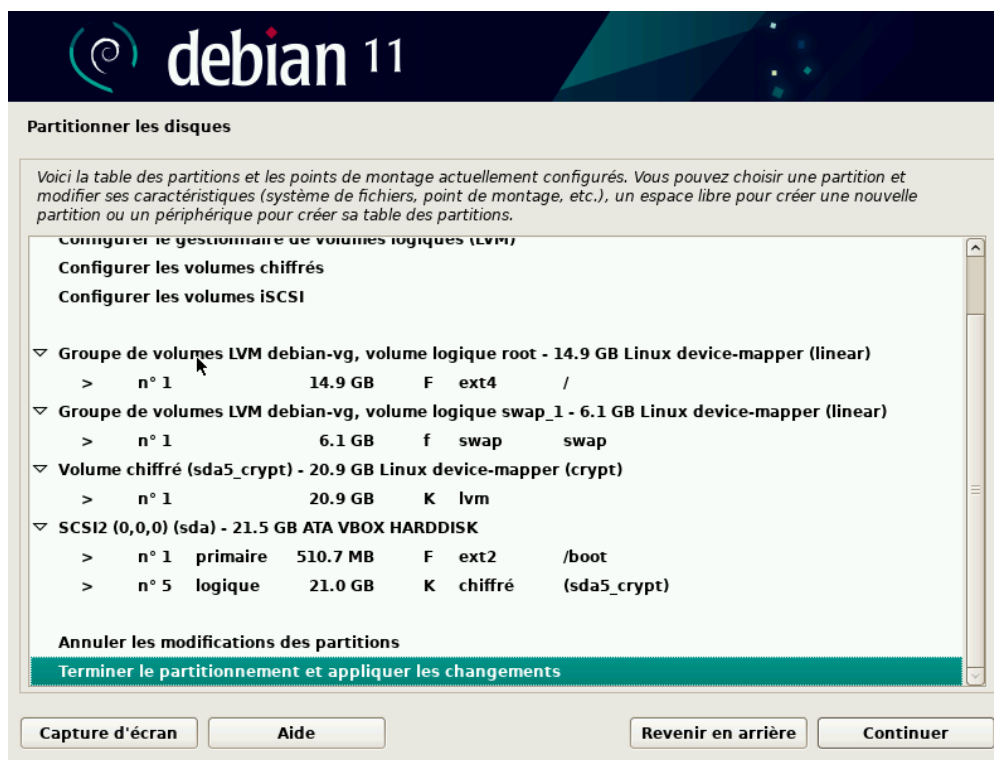 debian 11
Partitionner les disques
Voici la table des partitions et les points de montage actuellement configurés. Vous pouvez choisir une partition et
modifier ses caractéristiques (système de fichiers, point de montage, etc.), un espace libre pour créer une nouvelle
partition ou un périphérique pour créer sa table des partitions.
Configurer le gestionnaire de volumes logiques (LVM)
Configurer les volumes chiffrés
Configurer les volumes iSCSI
Groupe de volumes LVM debian-vg, volume logique root - 14.9 GB Linux device-mapper (linear)
> n° 1 14.9 GB F ext4 /
Groupe de volumes LVM debian-vg, volume logique swap_1 - 6.1 GB Linux device-mapper (linear)
> n° 1 6.1 GB f swap swap
Volume chiffré (sda5_crypt) - 20.9 GB Linux device-mapper (crypt)
> n° 1 20.9 GB K lvm
SCSI2 (0,0,0) (sda) - 21.5 GB ATA VBOX HARDDISK
> n° 1 primaire 510.7 MB F ext2 /boot
> n° 5 logique 21.0 GB K chiffré (sda5_crypt)
Annuler les modifications des partitions
Terminer le partitionnement et appliquer les changements
Capture d'écran Aide Revenir en arrière Continuer